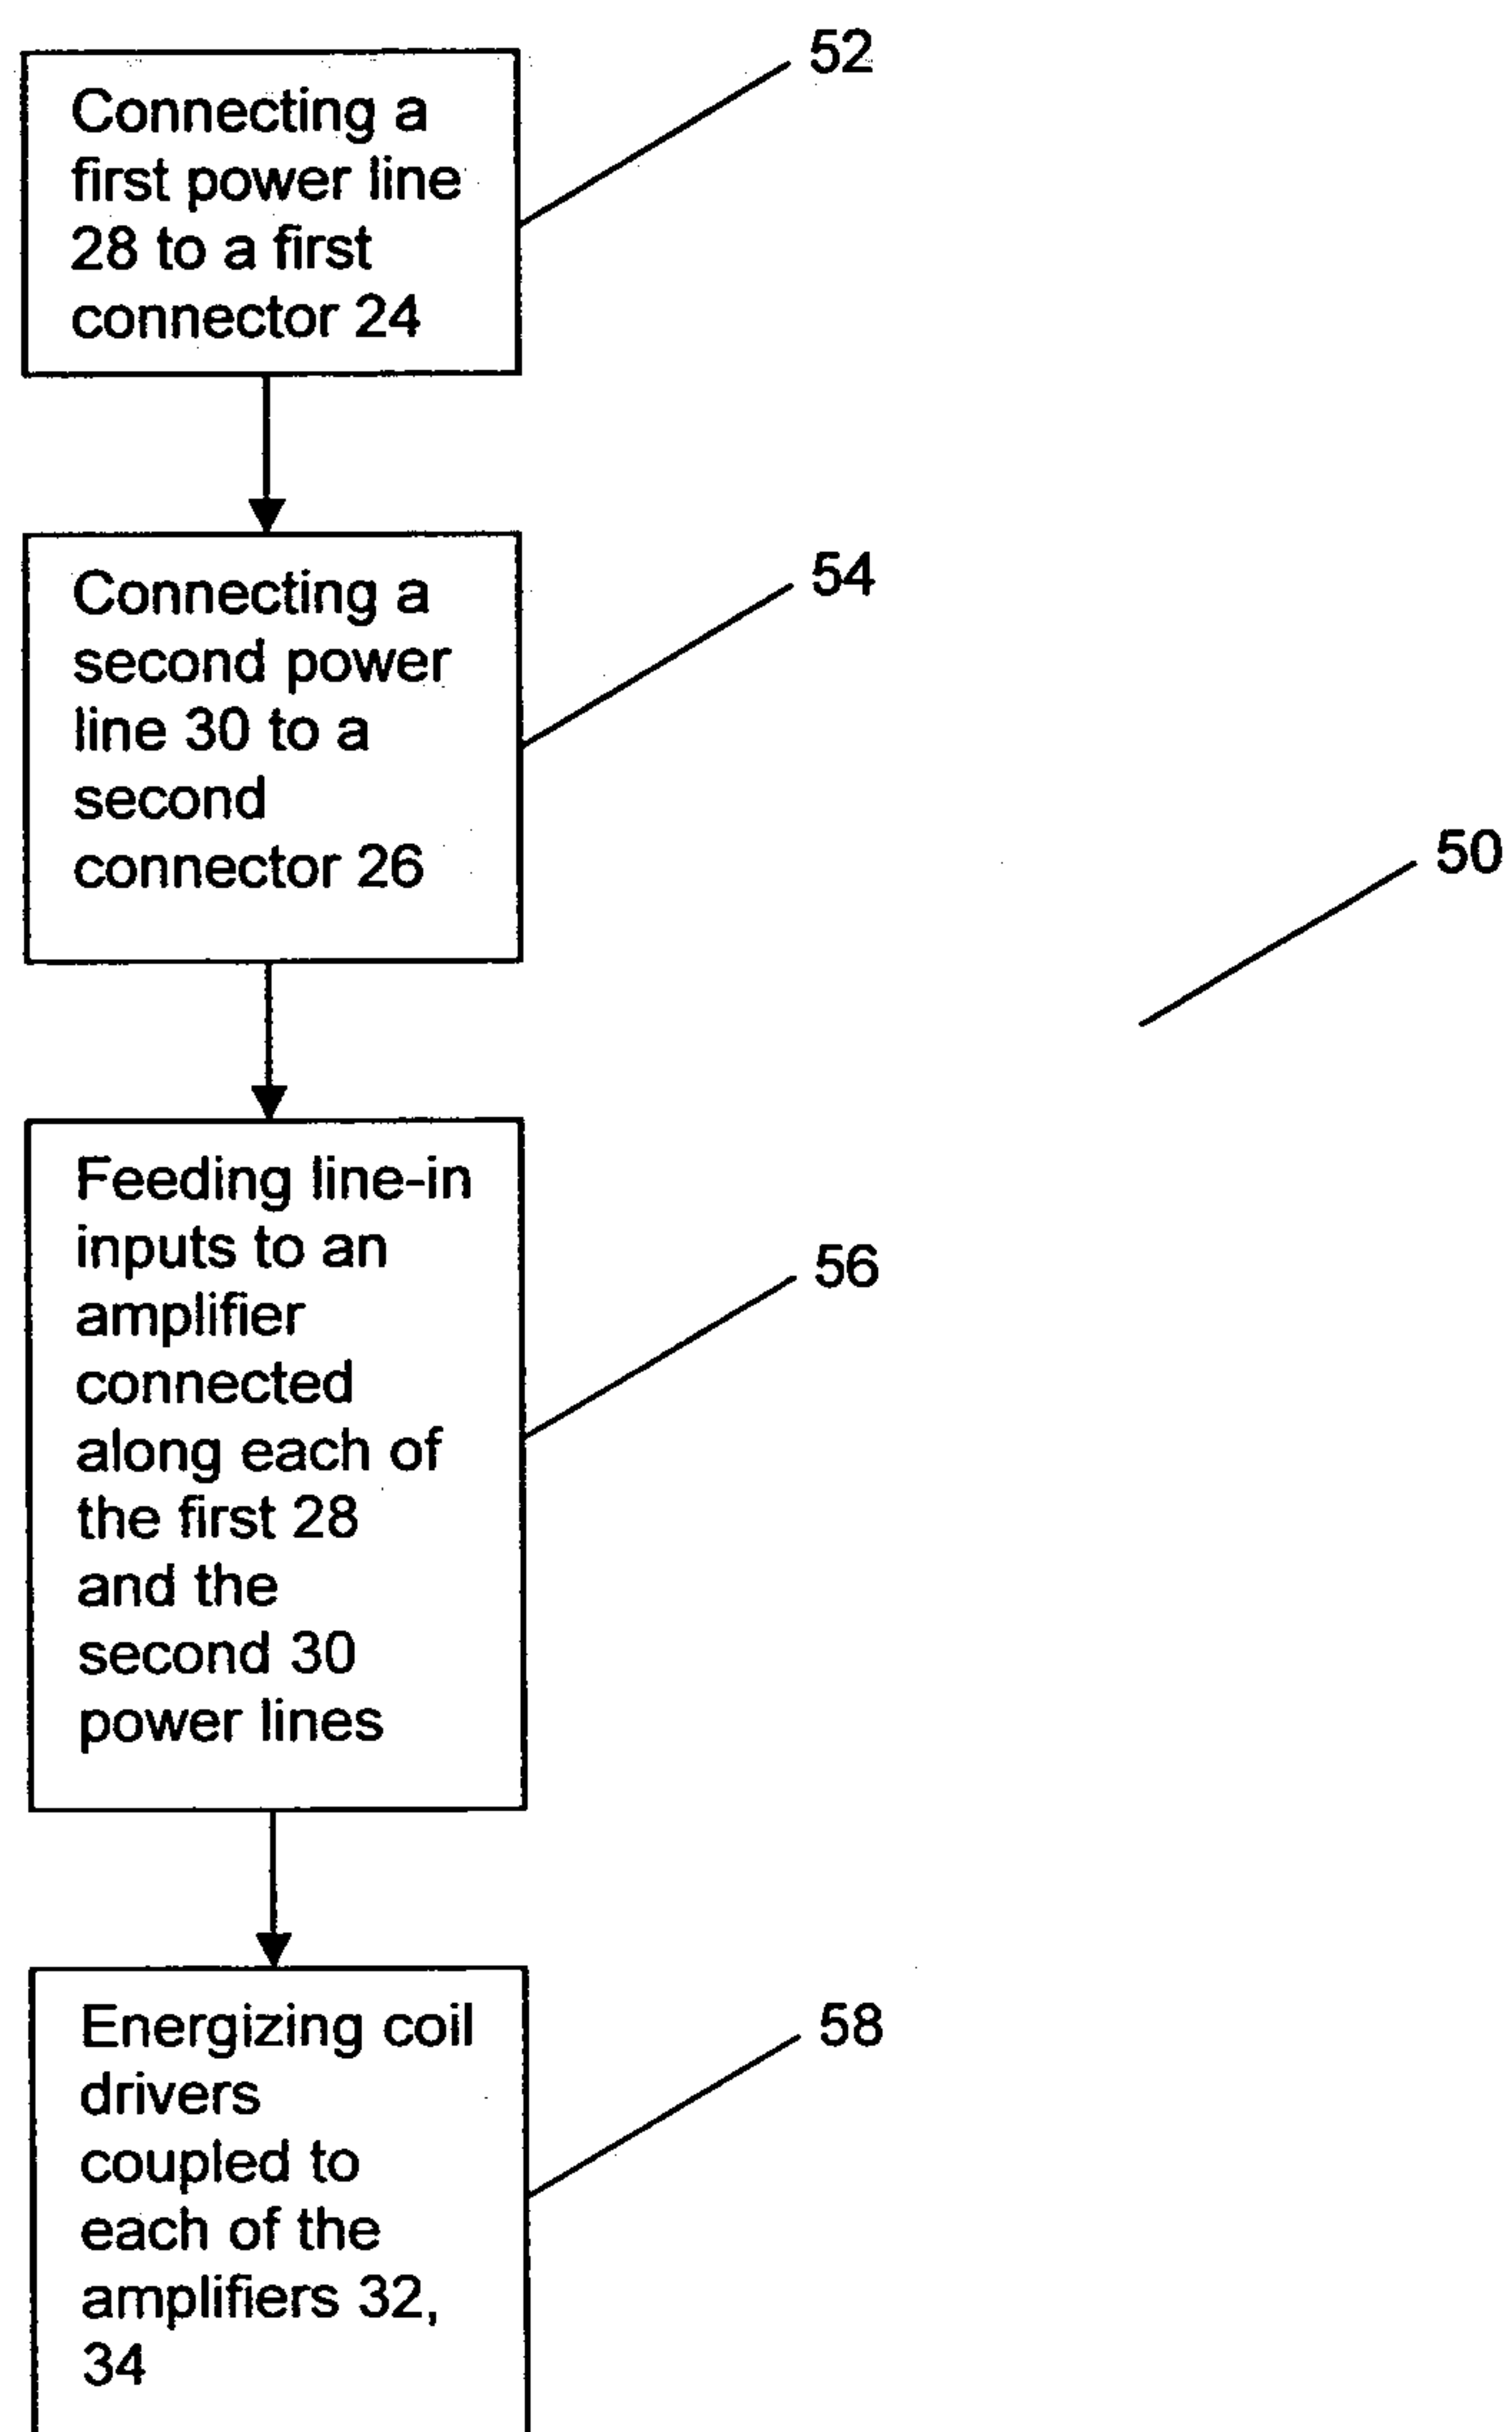 52
Connecting a
first power line
28 to a first
connector 24
54
Connecting a
second power
line 30 to a
second
connector 26
50
Feeding line-in
inputs to an
amplifier
connected
along each of
the first 28
and the
second 30
power lines
56
Energizing coil
drivers
coupled to
each of the
amplifiers 32,
34
58